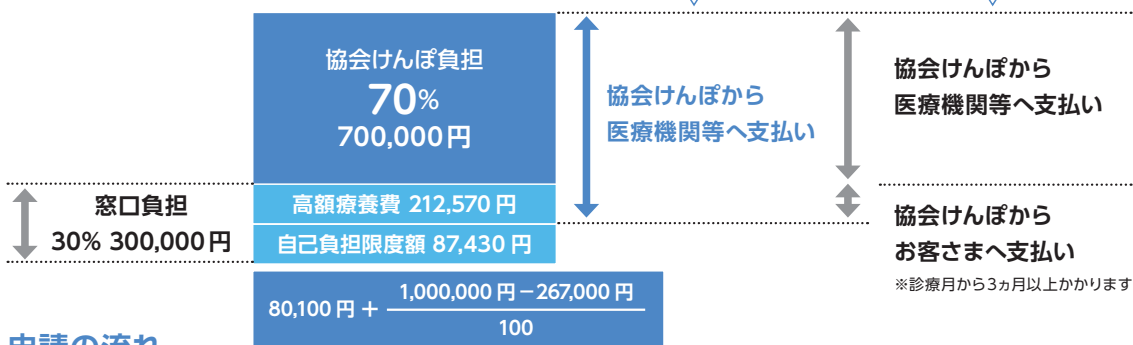 協会けんぽ負担
70%
700,000円
協会けんぽから
医療機関等へ支払い
協会けんぽから
医療機関等へ支払い
窓口負担
30% 300,000円
高額療養費 212,570円
自己負担限度額 87,430円
協会けんぽから
お客さまへ支払い
※診療月から3ヵ月以上かかります
80,100円+
1,000,000円-267,000円
100
申請の流れ